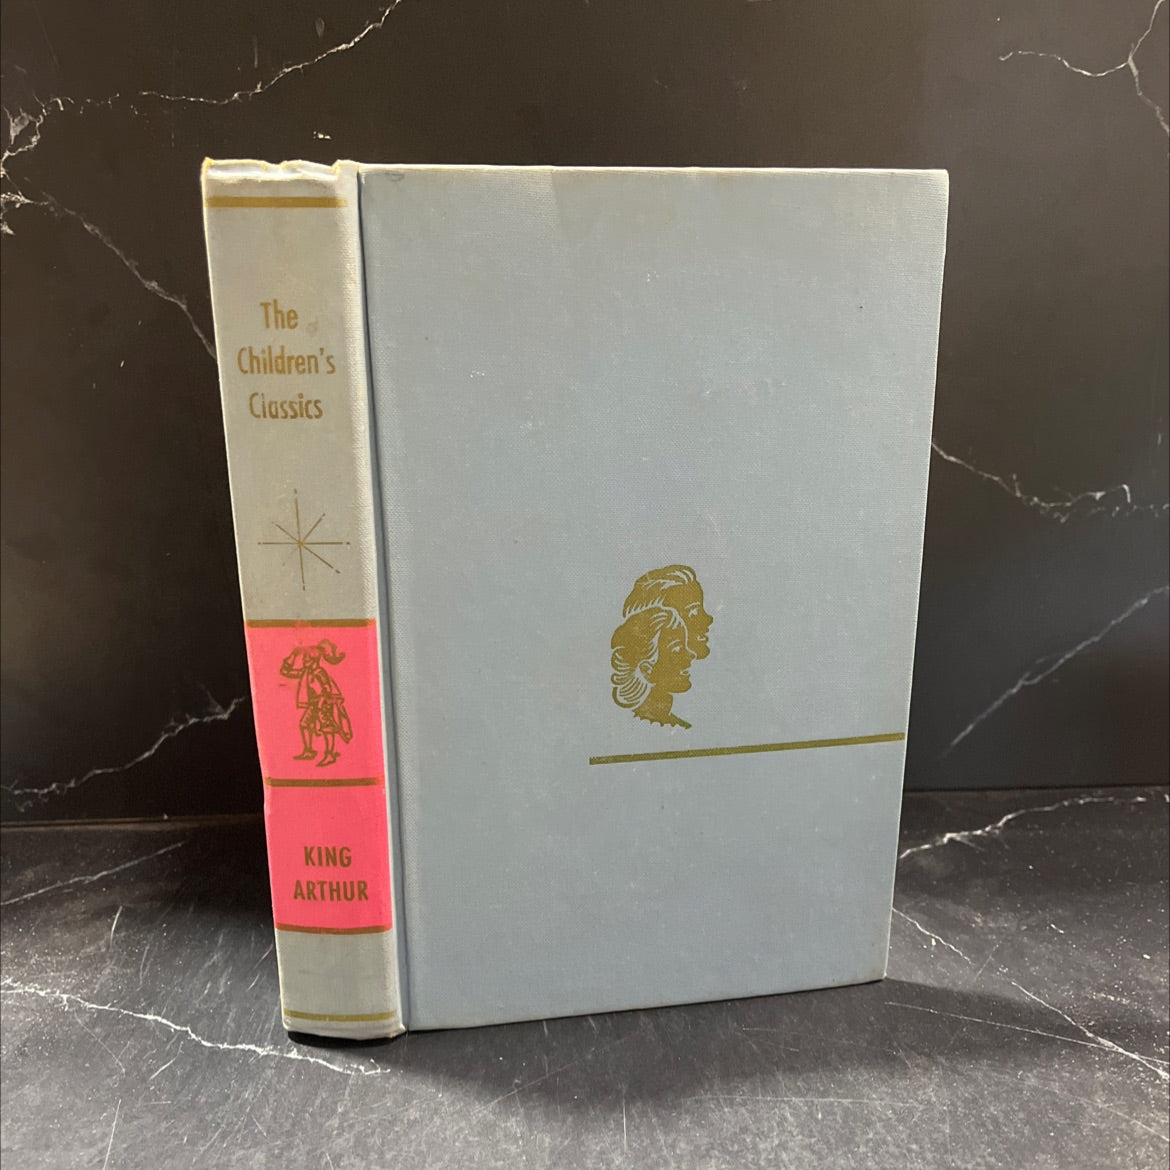 The
Children's
Classics
KING
ARTHUR